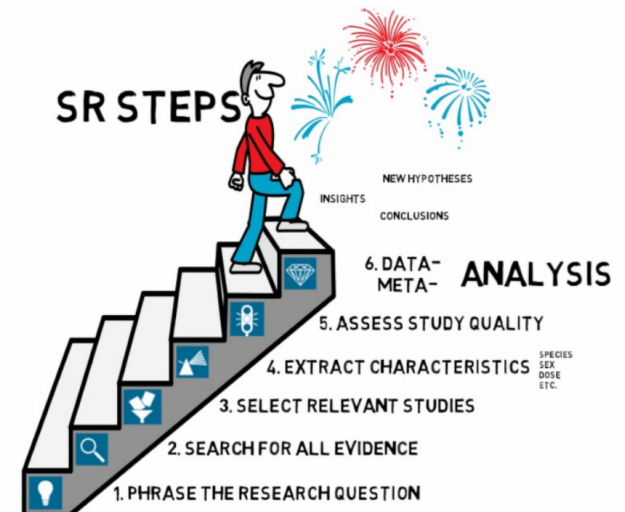 SR STEPS
NEW HYPOTHESES
INSIGHTS
CONCLUSIONS
6. DATA-
META-
ANALYSIS
5. ASSESS STUDY QUALITY
4. EXTRACT CHARACTERISTICS
SPECIES
SEX
DOSE
ETC.
3. SELECT RELEVANT STUDIES
2. SEARCH FOR ALL EVIDENCE
1. PHRASE THE RESEARCH QUESTION